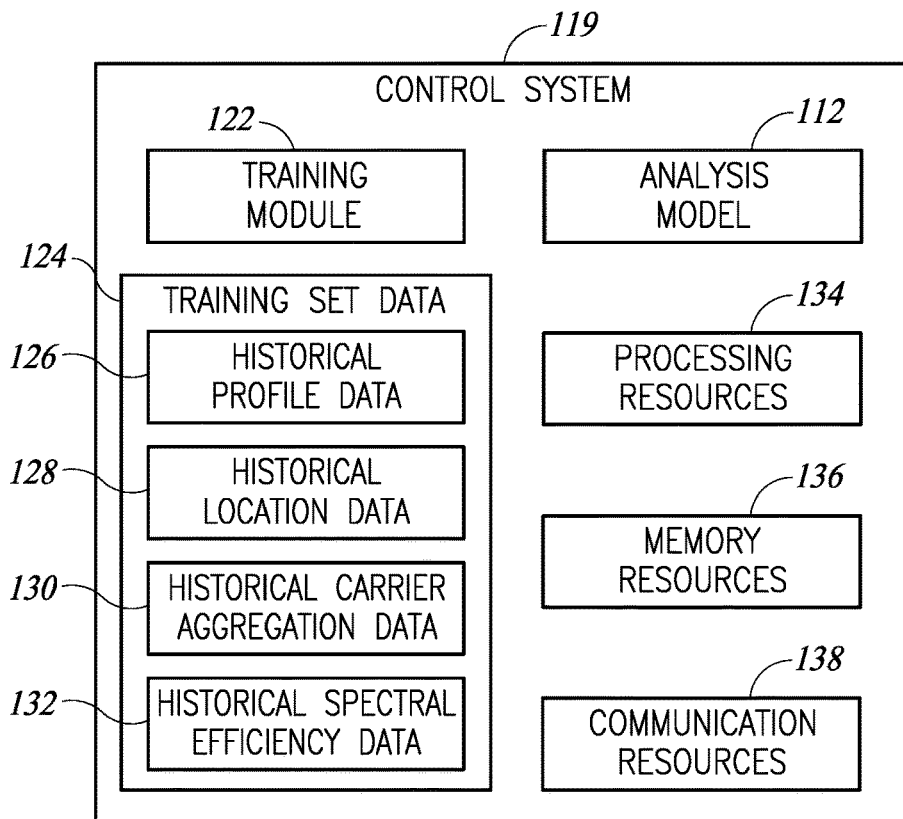 119
CONTROL SYSTEM
122
TRAINING
MODULE
112
ANALYSIS
MODEL
124
TRAINING SET DATA
126
HISTORICAL
PROFILE DATA
128
HISTORICAL
LOCATION DATA
130
HISTORICAL CARRIER
AGGREGATION DATA
132
HISTORICAL SPECTRAL
EFFICIENCY DATA
134
PROCESSING
RESOURCES
136
MEMORY
RESOURCES
138
COMMUNICATION
RESOURCES